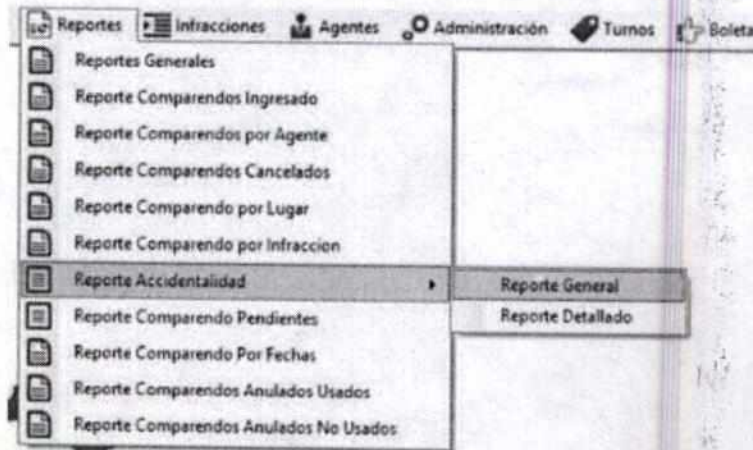 Reportes Infracciones Agentes Administración Turnos Boleta
Reportes Generales
Reporte Comparendos Ingresado
Reporte Comparendos por Agente
Reporte Comparendos Cancelados
Reporte Comparendo por Lugar
Reporte Comparendo por Infraccion
Reporte Accidentalidad
Reporte General
Reporte Comparendo Pendientes
Reporte Detallado
Reporte Comparendo Por Fechas
Reporte Comparendos Anulados Usados
Reporte Comparendos Anulados No Usados